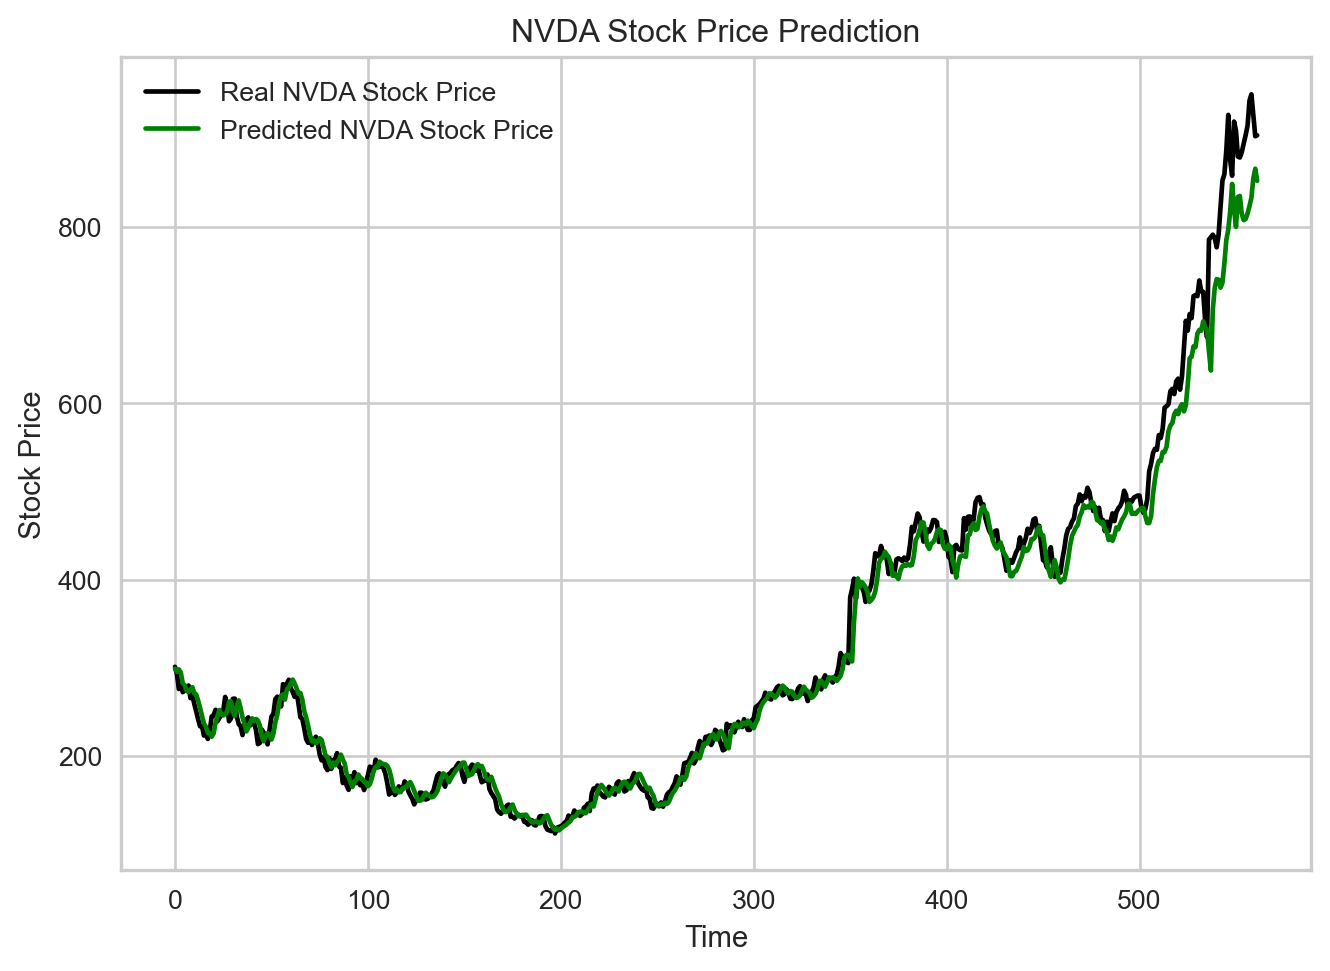 NVDA Stock Price Prediction
Real NVDA Stock Price
Predicted NVDA Stock Price
Stock Price
800
600
400
200
0 100 200 300 400 500
Time